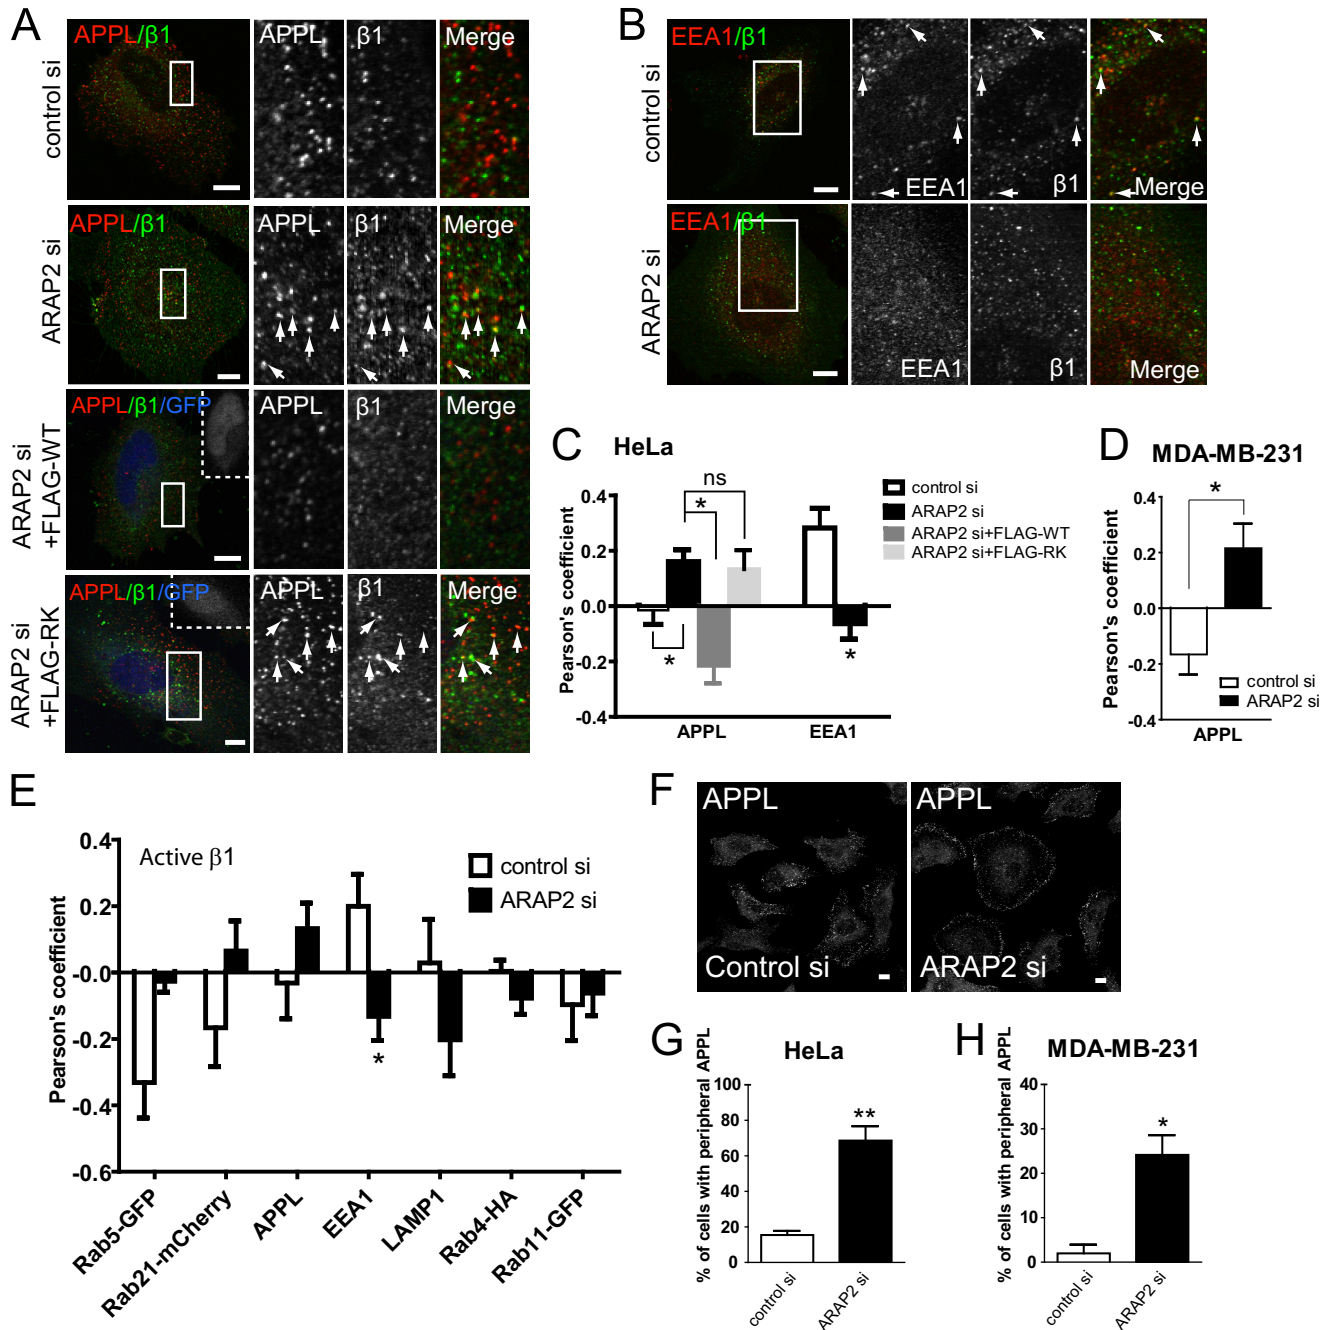 A
control si
APPL/β1
APPL
β1
Merge
ARAP2 si
APPL/β1
APPL
β1
Merge
ARAP2 si
+FLAG-WT
APPL/β1/GFP
APPL
β1
Merge
ARAP2 si
+FLAG-RK
APPL/β1/GFP
APPL
β1
Merge
B
control si
EEA1/β1
EEA1
β1
Merge
ARAP2 si
EEA1/β1
EEA1
β1
Merge
C
HeLa
Pearson's coefficient
0.4
0.2
0.0
-0.2
-0.4
ns
*
*
*
control si
ARAP2 si
ARAP2 si+FLAG-WT
ARAP2 si+FLAG-RK
APPL
EEA1
D
MDA-MB-231
Pearson's coefficient
0.4
0.2
0.0
-0.2
-0.4
*
control si
ARAP2 si
APPL
E
Active β1
Pearson's coefficient
0.4
0.2
-0.0
-0.2
-0.4
-0.6
control si
ARAP2 si
*
Rab5-GFP
Rab21-mCherry
APPL
EEA1
LAMP1
Rab4-HA
Rab11-GFP
F
APPL
Control si
APPL
ARAP2 si
G
HeLa
% of cells with peripheral APPL
100
80
60
40
20
0
**
control si
ARAP2 si
H
MDA-MB-231
% of cells with peripheral APPL
40
30
20
10
0
*
control si
ARAP2 si